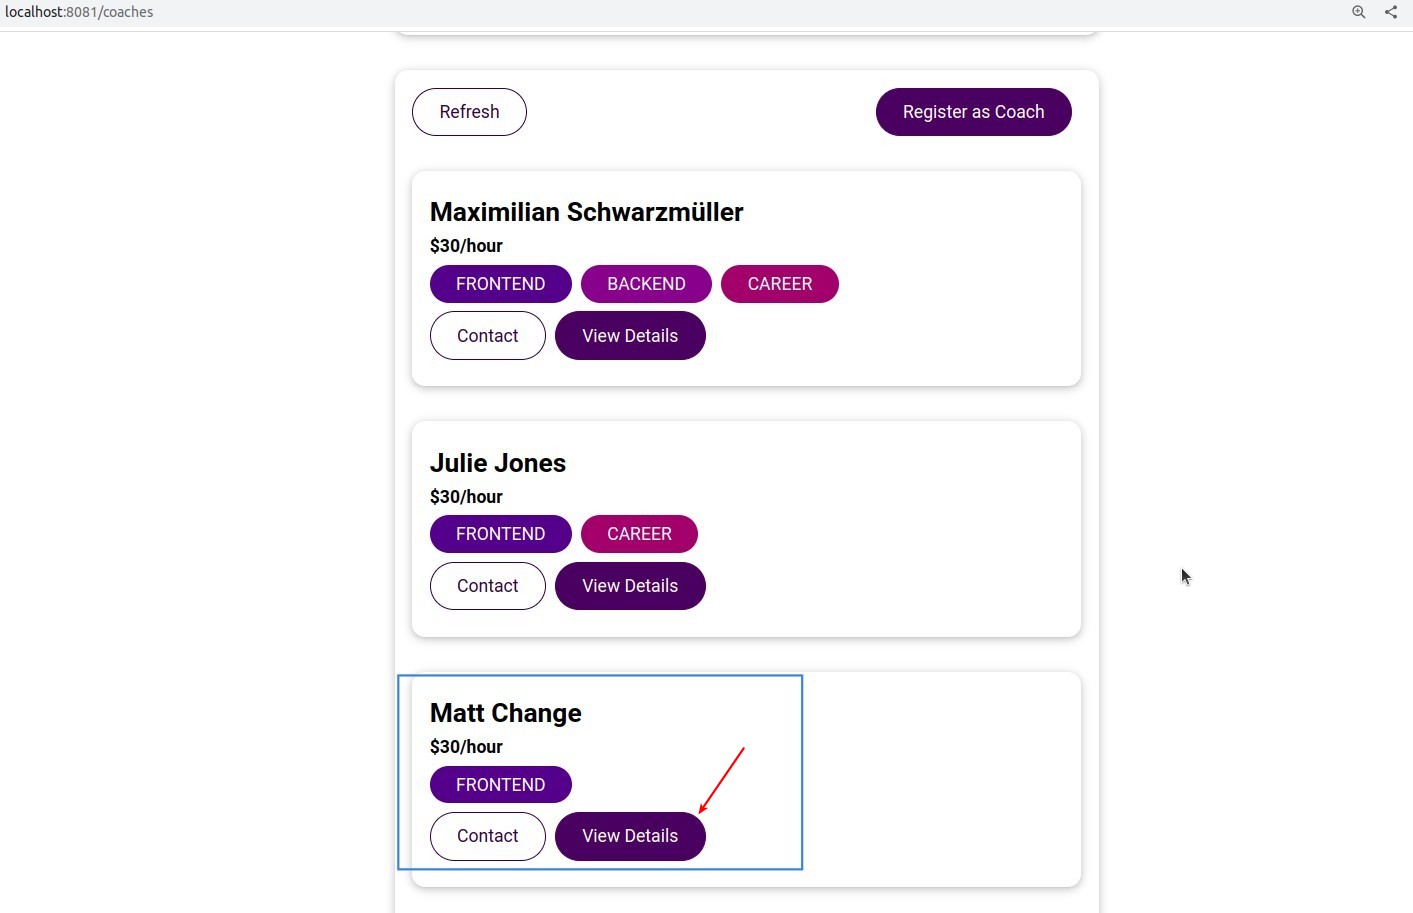 localhost:8081/coaches
Refresh
Register as Coach
Maximilian Schwarzmüller
$30/hour
FRONTEND BACKEND CAREER
Contact View Details
Julie Jones
$30/hour
FRONTEND CAREER
Contact View Details
Matt Change
$30/hour
FRONTEND
Contact View Details